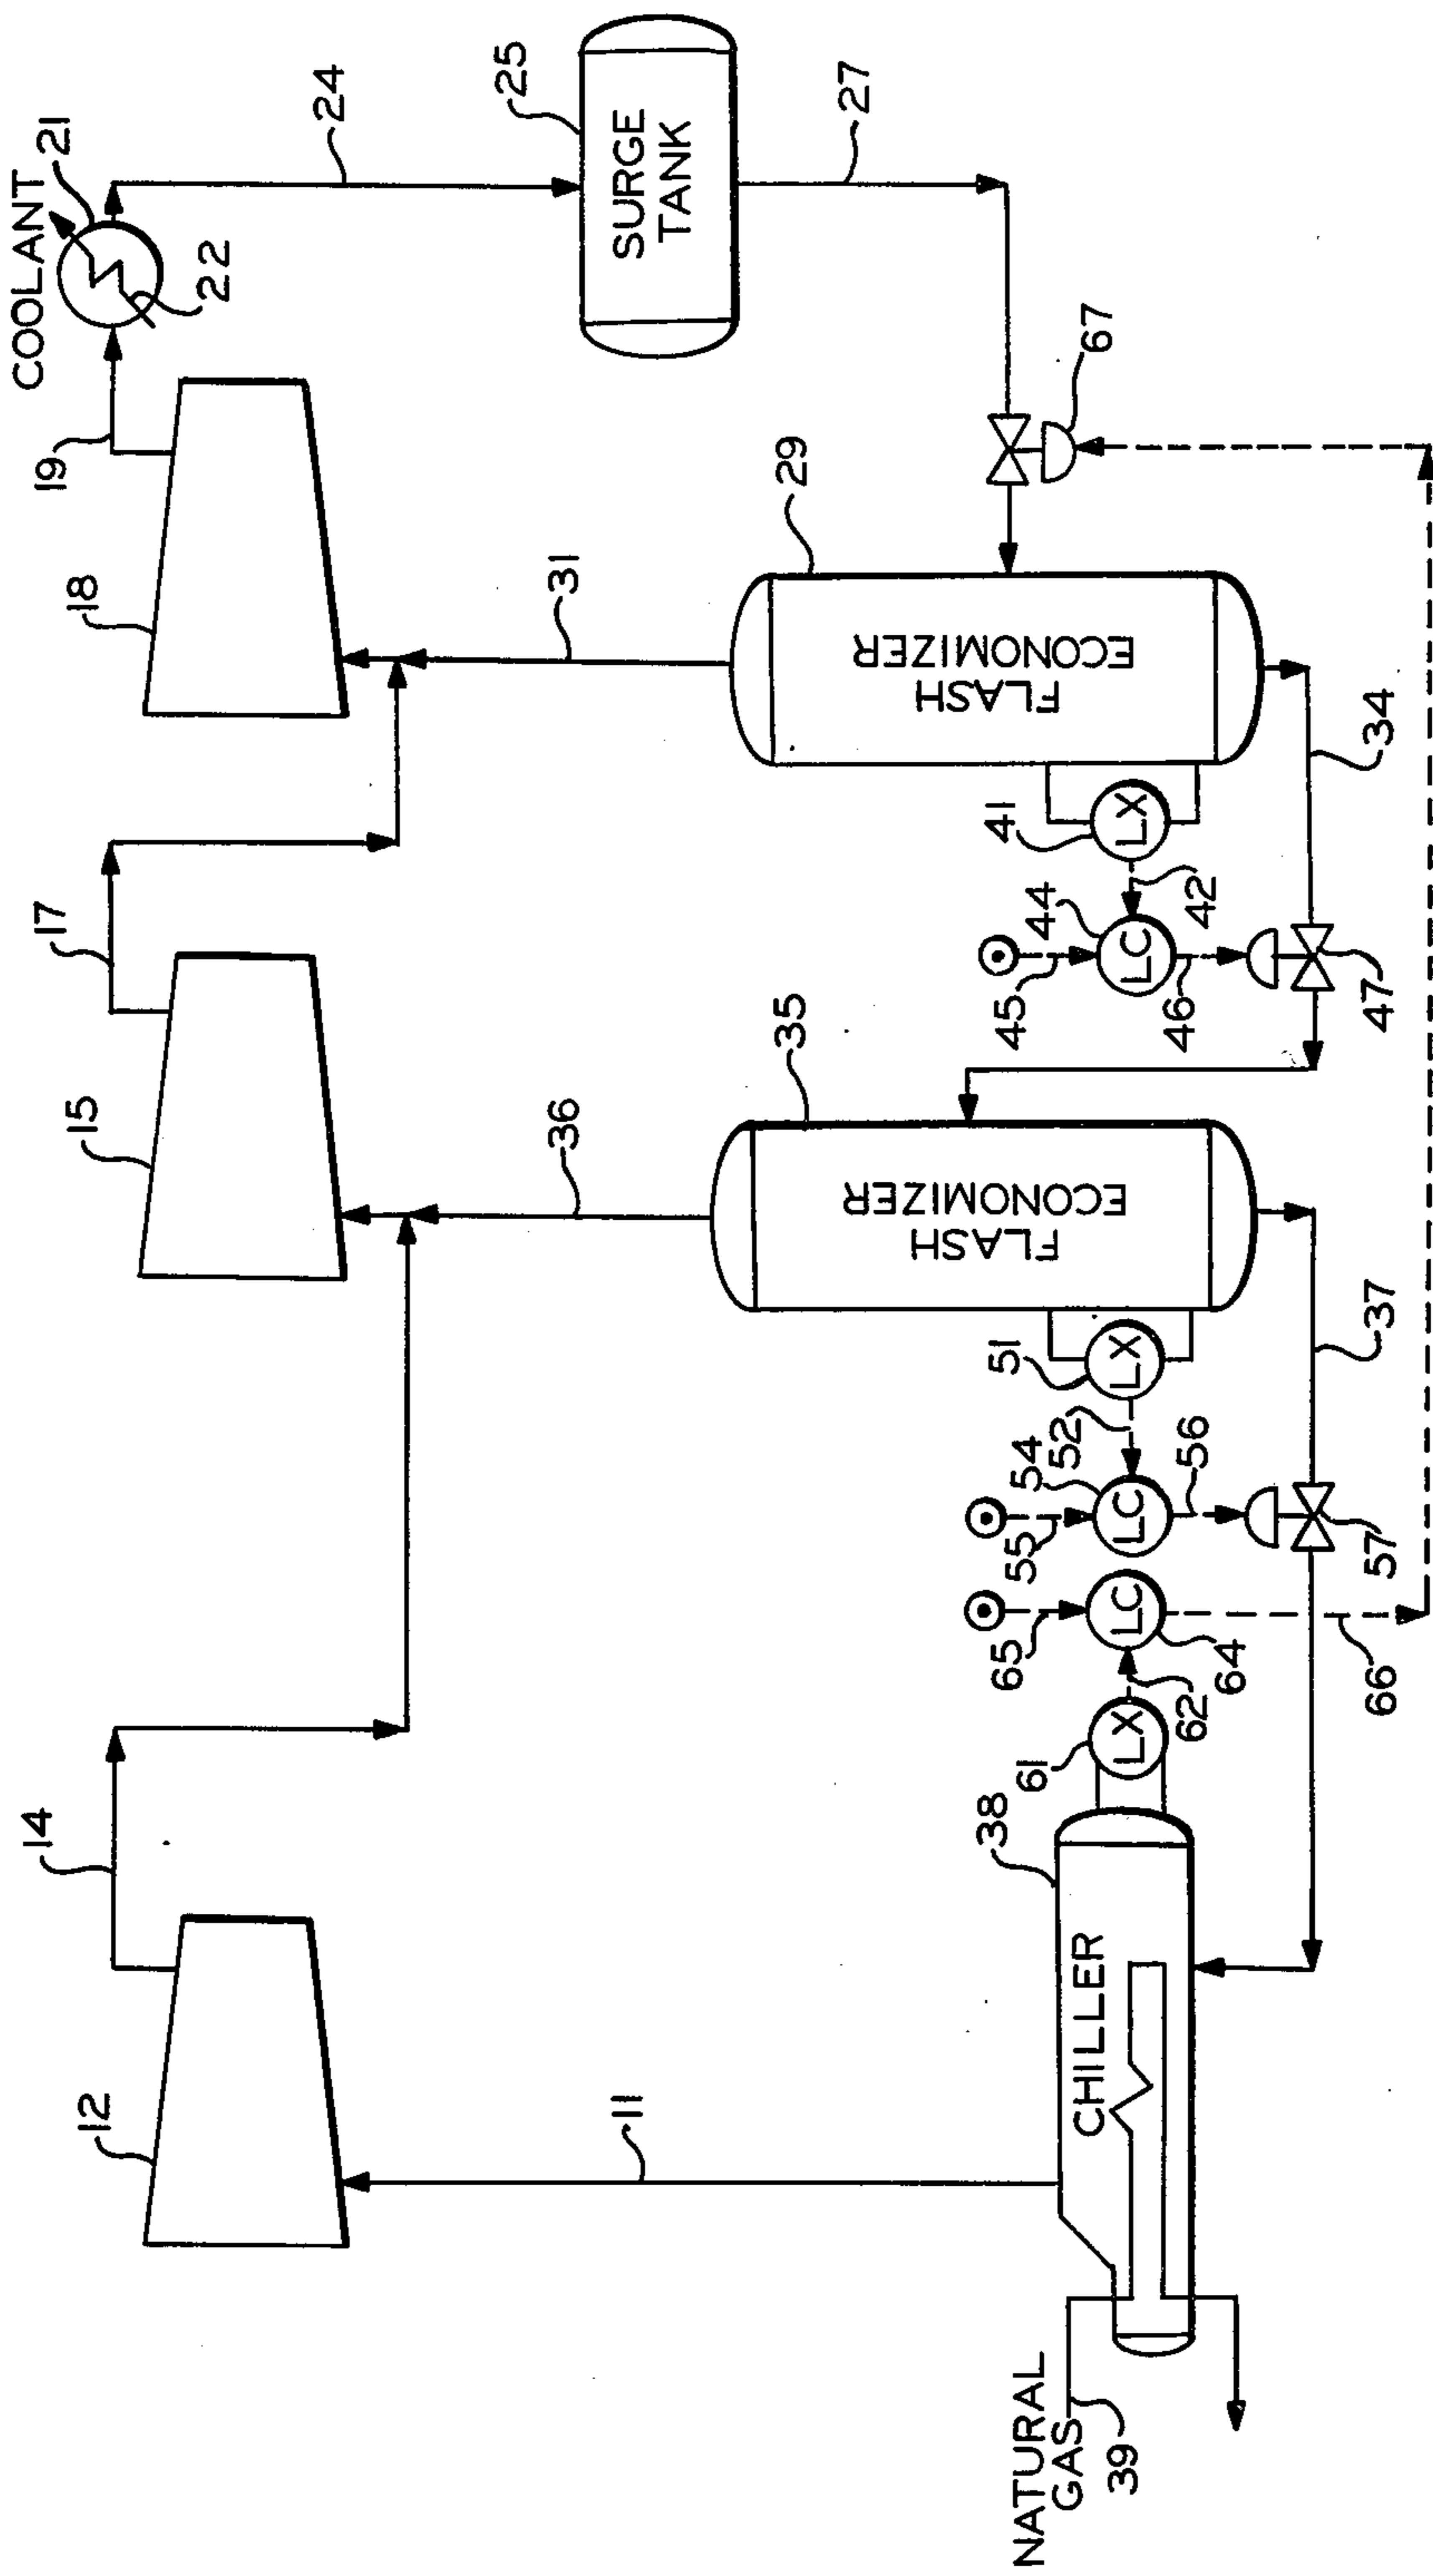 COOLANT
19
21
22
24
25
SURGE
TANK
27
18
17
31
29
67
FLASH
ECONOMIZER
41
LX
42
44
LC
45
46
34
47
15
14
36
35
FLASH
ECONOMIZER
51
LX
52
54
LC
55
56
37
57
65
LC
64
62
61
LX
66
12
11
38
CHILLER
NATURAL
GAS
39